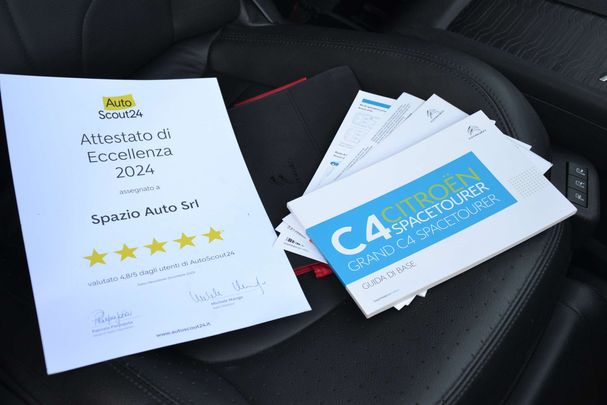 Auto
Scout24
Attestato di
Eccellenza
2024
assegnato a
Spazio Auto Srl
valutato 4,8/5 dagli utenti di AutoScout24
www.autoscout24.it
C4 CITROËN
SPACETOURER
GRAND C4 SPACETOURER
GUIDA DI BASE